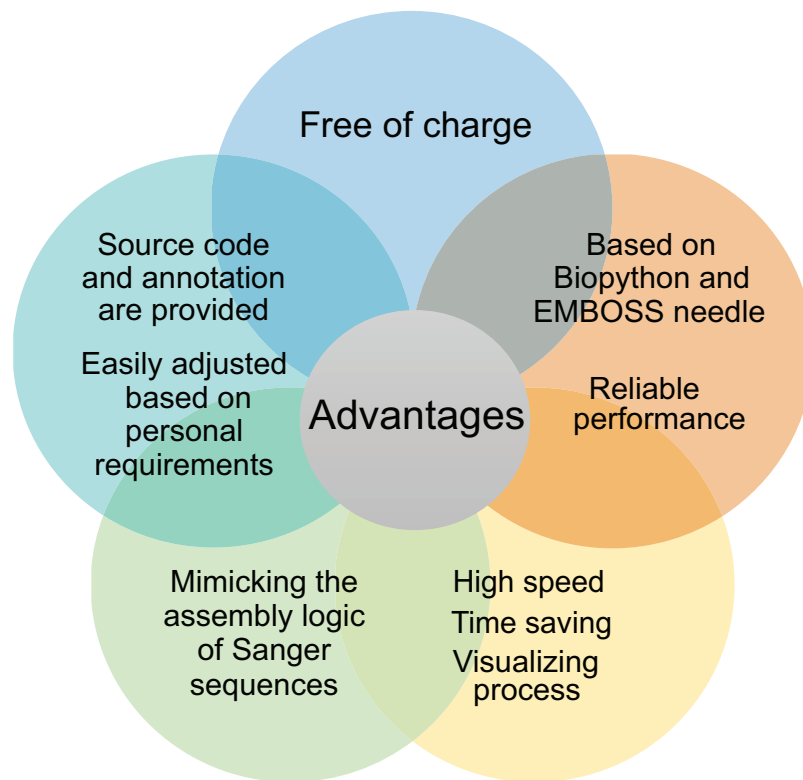 Free of charge
Source code
and annotation
are provided
Easily adjusted
based on
personal
requirements
Based on
Biopython and
EMBOSS needle
Reliable
performance
Advantages
Mimicking the
assembly logic
of Sanger
sequences
High speed
Time saving
Visualizing
process